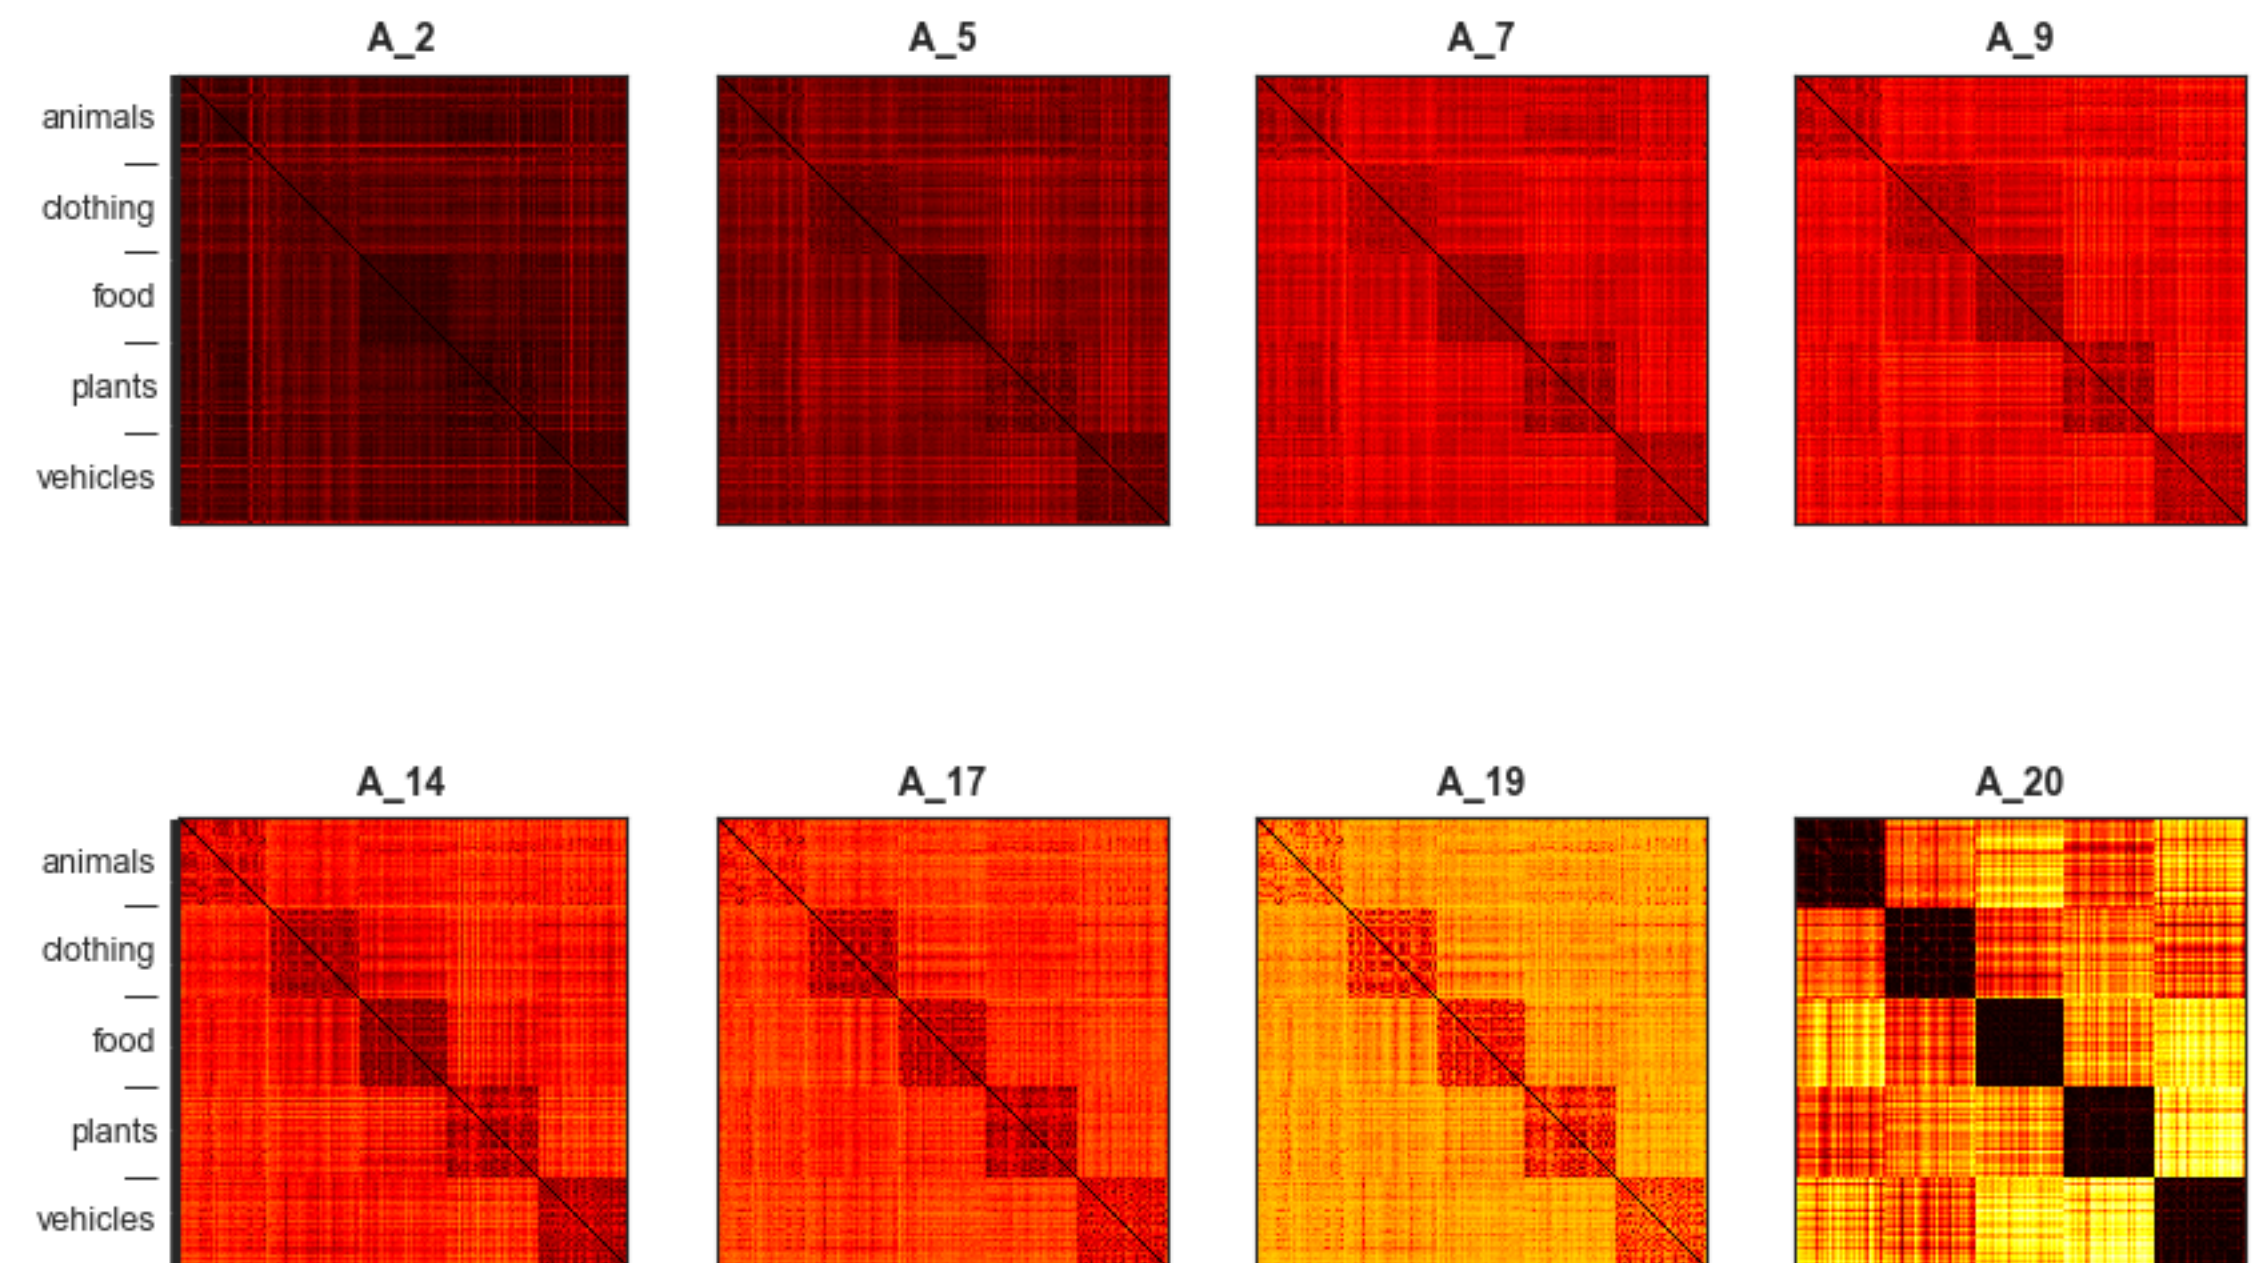 A_2 A_5 A_7 A_9
animals
clothing
food
plants
vehicles
A_14 A_17 A_19 A_20
animals
clothing
food
plants
vehicles